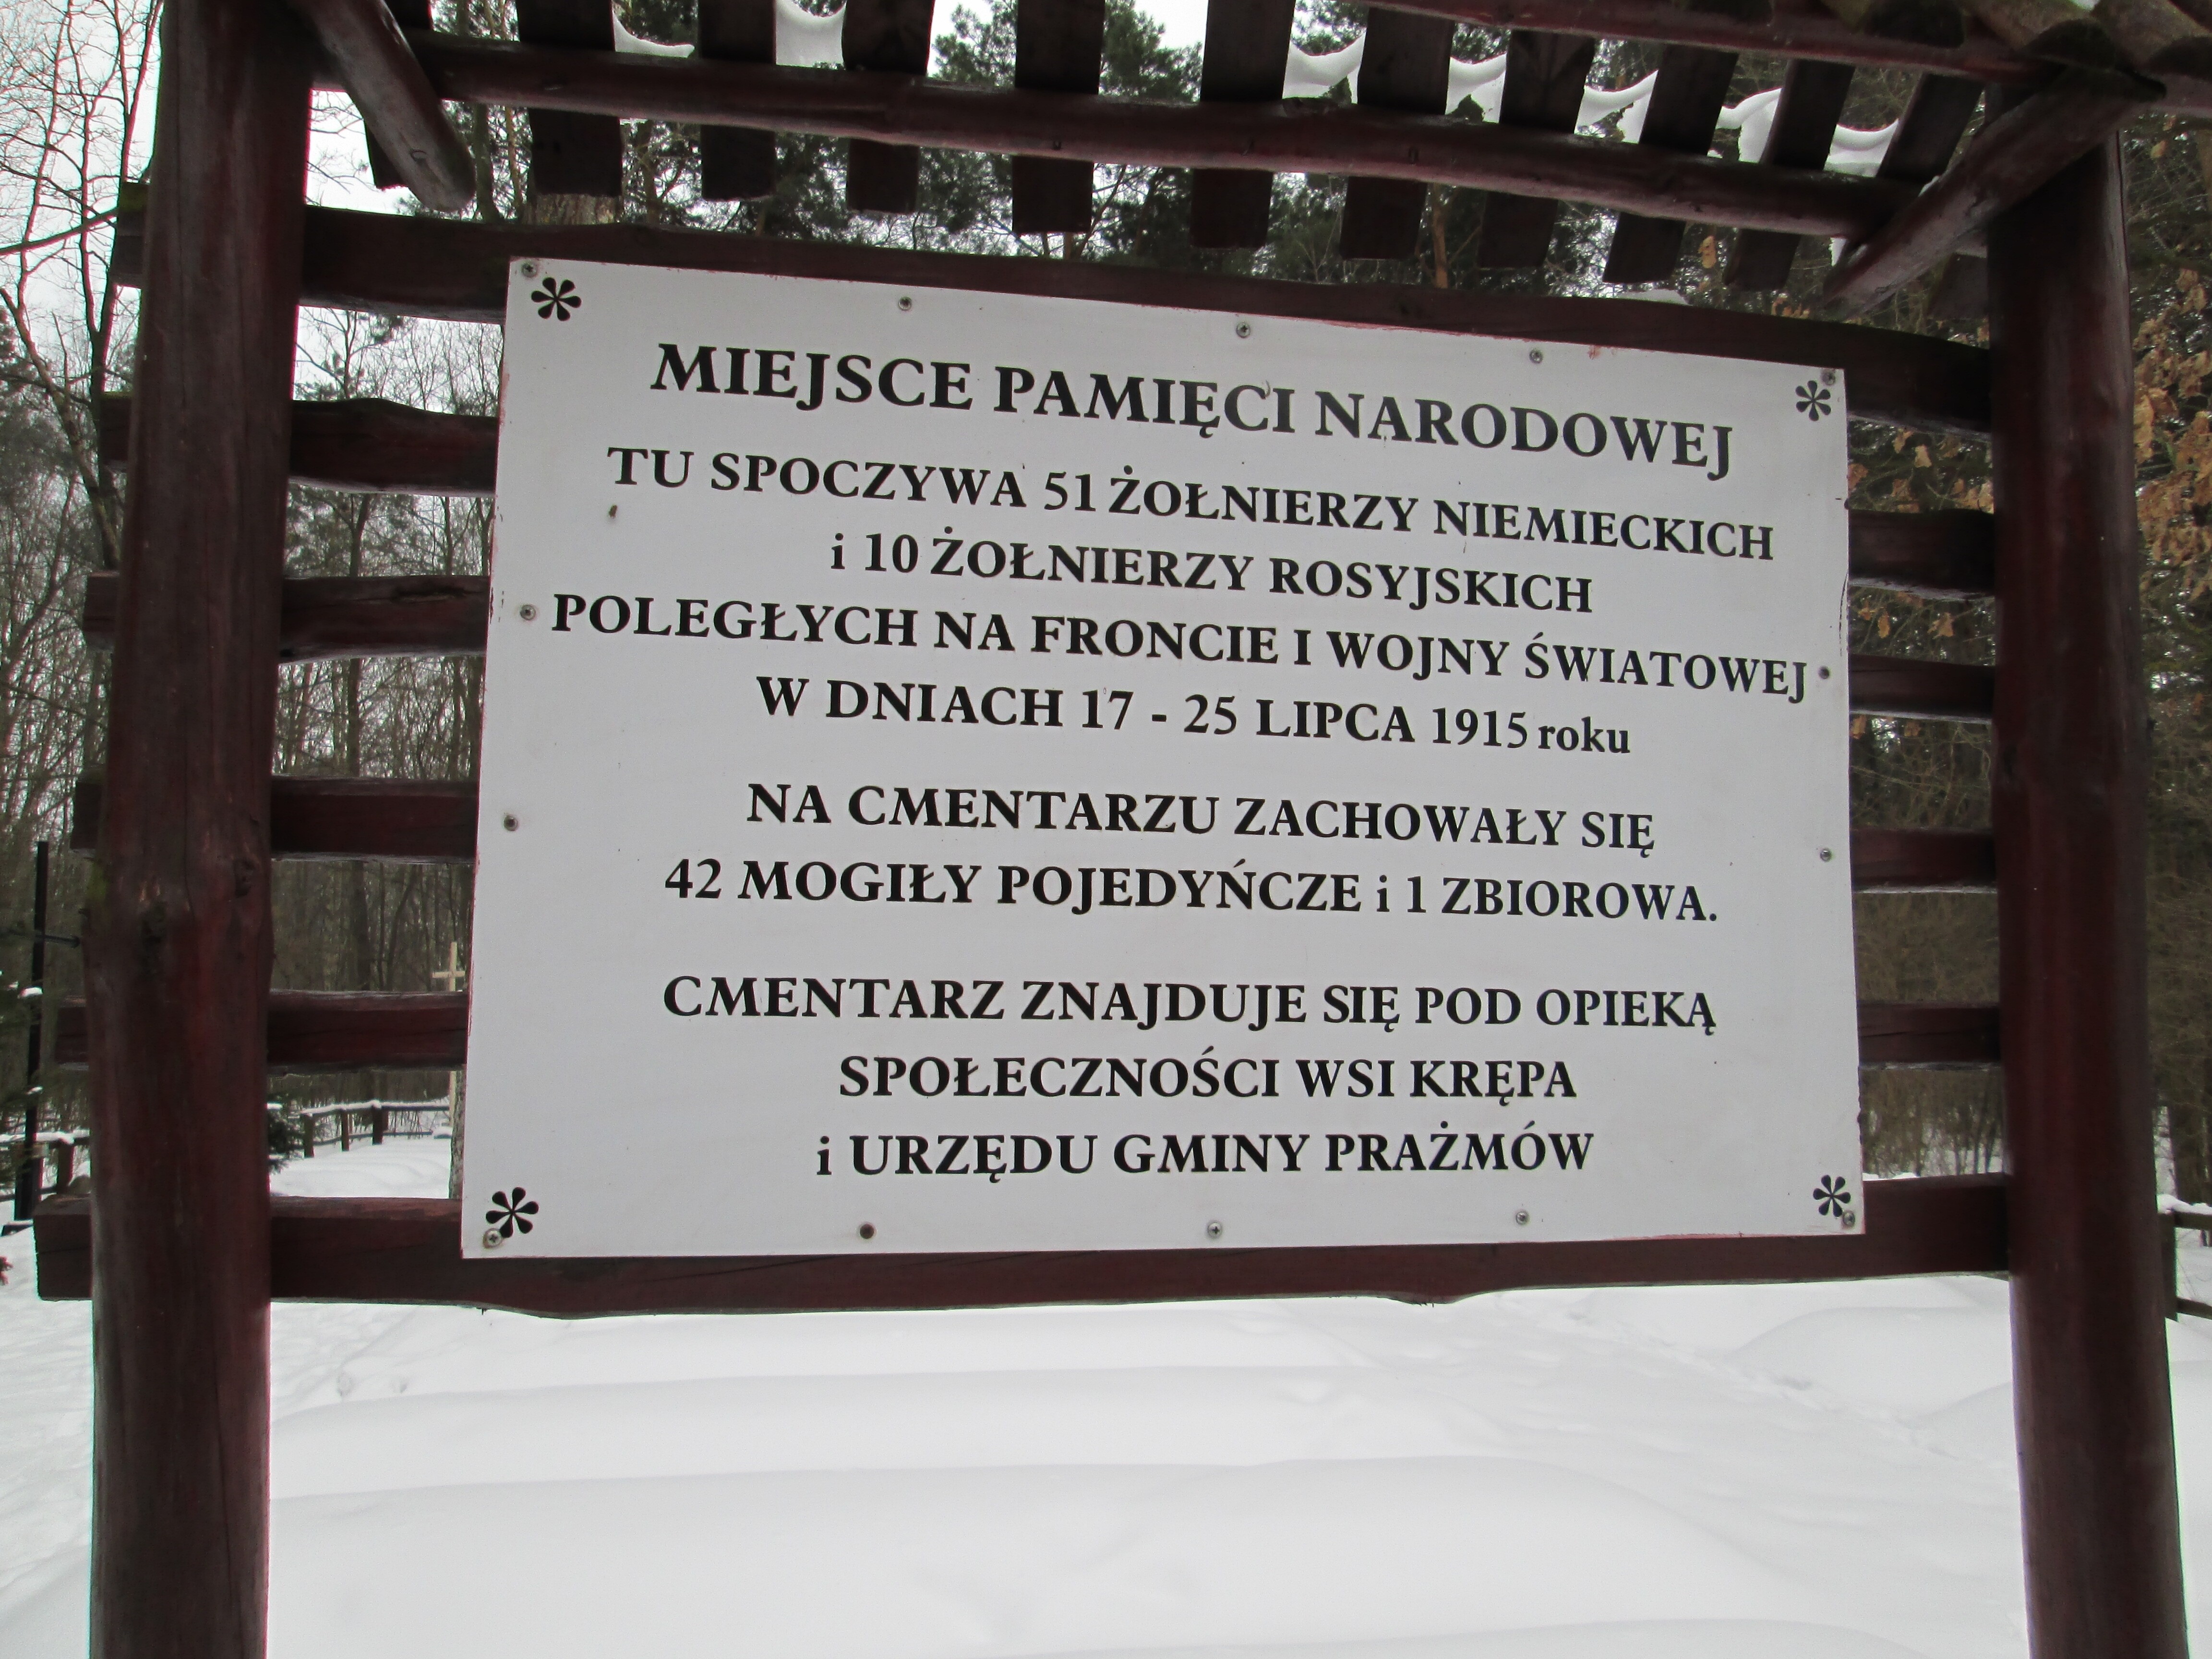 MIEJSCE PAMIĘCI NARODOWEJ
TU SPOCZYWA 51 ŻOŁNIERZY NIEMIECKICH
i 10 ŻOŁNIERZY ROSYJSKICH
POLEGŁYCH NA FRONCIE I WOJNY ŚWIATOWEJ
W DNIACH 17 - 25 LIPCA 1915 roku
NA CMENTARZU ZACHOWAŁY SIĘ
42 MOGIŁY POJEDYŃCZE i 1 ZBIOROWA.
CMENTARZ ZNAJDUJE SIĘ POD OPIEKĄ
SPOŁECZNOŚCI WSI KRĘPA
i URZĘDU GMINY PRAŻMÓW